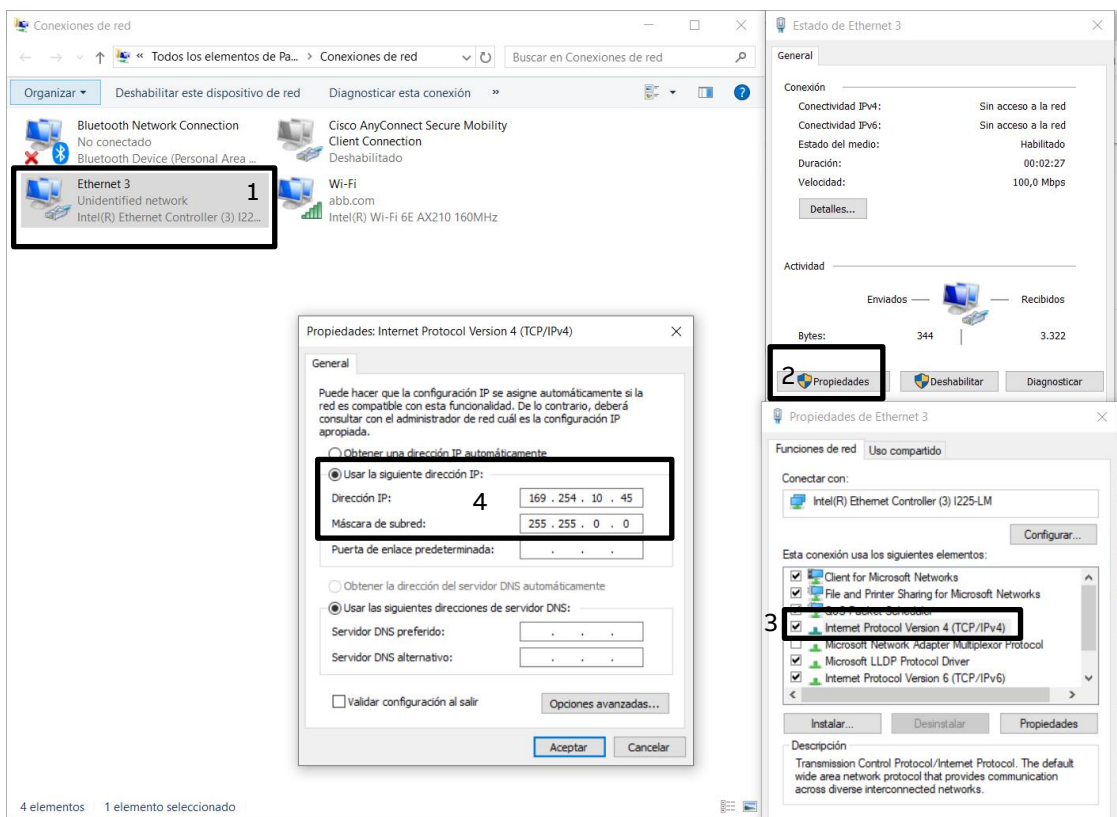 Conexiones de red
« Todos los elementos de Pa... > Conexiones de red
Buscar en Conexiones de red
Organizar
Deshabilitar este dispositivo de red
Diagnosticar esta conexión
»
Bluetooth Network Connection
No conectado
Bluetooth Device (Personal Area ...
Cisco AnyConnect Secure Mobility
Client Connection
Deshabilitado
Ethernet 3
Unidentified network
Intel(R) Ethernet Controller (3) I22...
1
Wi-Fi
abb.com
Intel(R) Wi-Fi 6E AX210 160MHz
4 elementos
1 elemento seleccionado
Estado de Ethernet 3
General
Conexión
Conectividad IPv4: Sin acceso a la red
Conectividad IPv6: Sin acceso a la red
Estado del medio: Habilitado
Duración: 00:02:27
Velocidad: 100,0 Mbps
Detalles...
Actividad
Enviados
Recibidos
Bytes: 344 3.322
2
Propiedades
Deshabilitar
Diagnosticar
Propiedades: Internet Protocol Version 4 (TCP/IPv4)
General
Puede hacer que la configuración IP se asigne automáticamente si la
red es compatible con esta funcionalidad. De lo contrario, deberá
consultar con el administrador de red cuál es la configuración IP
apropiada.
Obtener una dirección IP automáticamente
Usar la siguiente dirección IP:
Dirección IP: 169 . 254 . 10 . 45
4
Máscara de subred: 255 . 255 . 0 . 0
Puerta de enlace predeterminada: . . .
Obtener la dirección del servidor DNS automáticamente
Usar las siguientes direcciones de servidor DNS:
Servidor DNS preferido: . . .
Servidor DNS alternativo: . . .
Validar configuración al salir
Opciones avanzadas...
Aceptar
Cancelar
Propiedades de Ethernet 3
Funciones de red
Uso compartido
Conectar con:
Intel(R) Ethernet Controller (3) I225-LM
Configurar...
Esta conexión usa los siguientes elementos:
Client for Microsoft Networks
File and Printer Sharing for Microsoft Networks
QoS Packet Scheduler
3
Internet Protocol Version 4 (TCP/IPv4)
Microsoft Network Adapter Multiplexor Protocol
Microsoft LLDP Protocol Driver
Internet Protocol Version 6 (TCP/IPv6)
Instalar...
Desinstalar
Propiedades
Descripción
Transmission Control Protocol/Internet Protocol. The default
wide area network protocol that provides communication
across diverse interconnected networks.